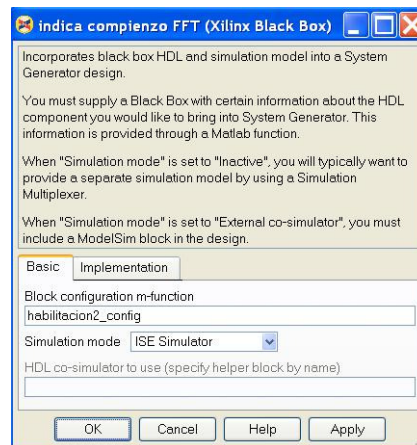 indica compienzo FFT (Xilinx Black Box)
Incorporates black box HDL and simulation model into a System
Generator design.
You must supply a Black Box with certain information about the HDL
component you would like to bring into System Generator. This
information is provided through a Matlab function.
When "Simulation mode" is set to "Inactive", you will typically want to
provide a separate simulation model by using a Simulation
Multiplexer.
When "Simulation mode" is set to "External co-simulator", you must
include a ModelSim block in the design.
Basic Implementation
Block configuration m-function
habilitacion2_config
Simulation mode ISE Simulator
HDL co-simulator to use (specify helper block by name)
OK Cancel Help Apply